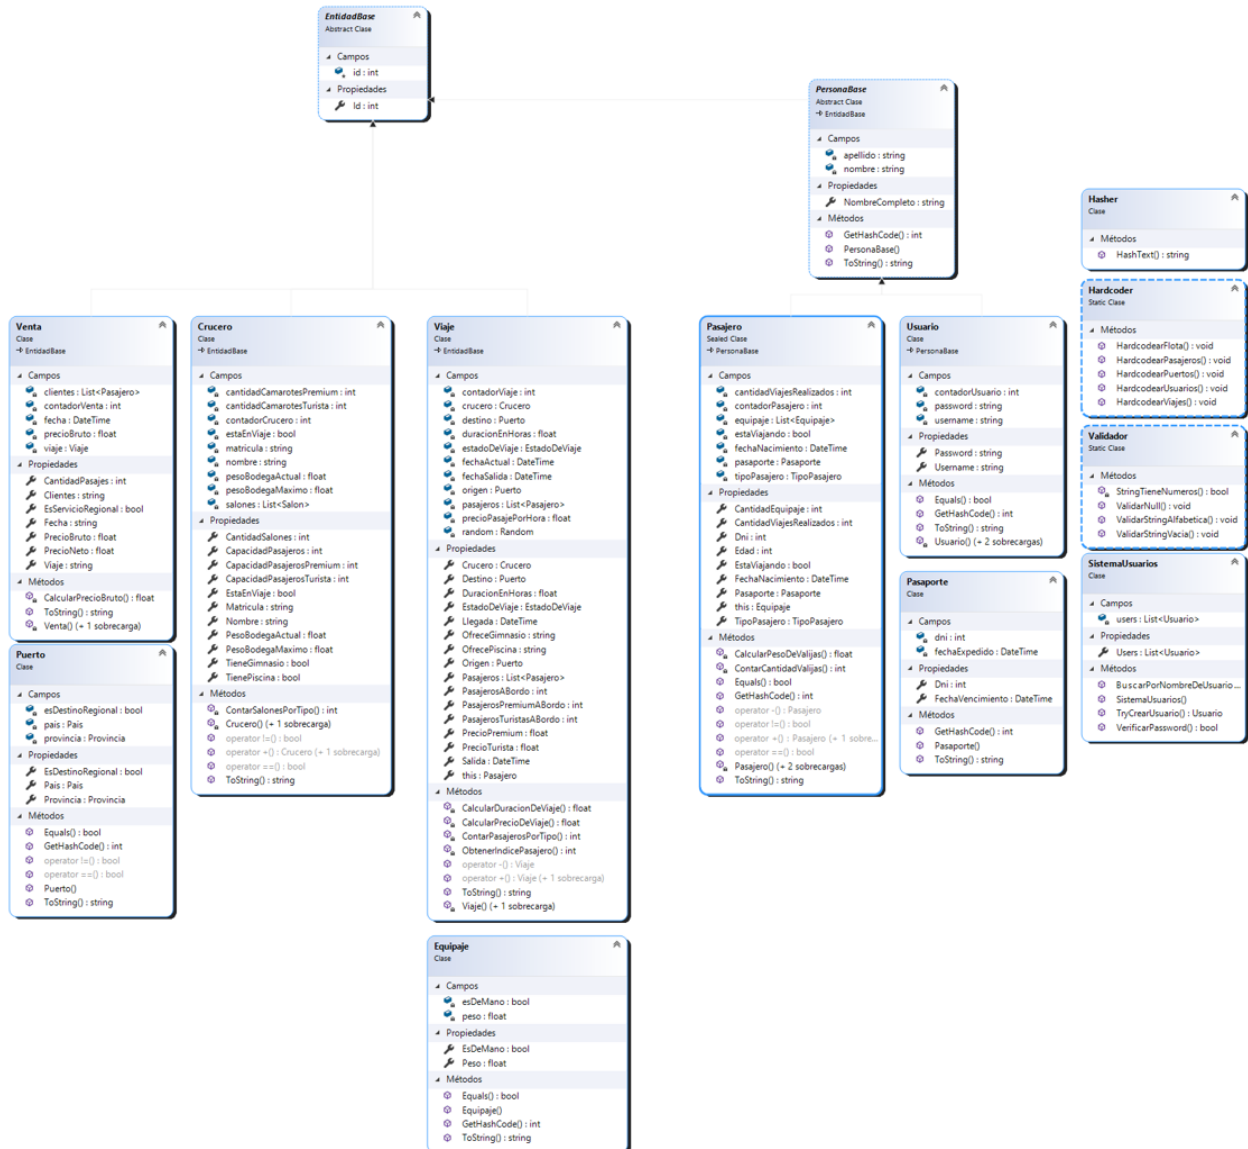 EntidadBase
Abstract Clase
Campos
id : int
Propiedades
Id : int
PersonaBase
Abstract Clase
EntidadBase
Campos
apellido : string
nombre : string
Propiedades
NombreCompleto : string
Métodos
GetHashCode() : int
PersonaBase()
ToString() : string
Hasher
Clase
Métodos
HashText() : string
Hardcoder
Static Clase
Métodos
HardcodearFlota() : void
HardcodearPasajeros() : void
HardcodearPuertos() : void
HardcodearUsuarios() : void
HardcodearViajes() : void
Validador
Static Clase
Métodos
StringTieneNumeros() : bool
ValidarNull() : void
ValidarStringAlfabetica() : void
ValidarStringVacia() : void
SistemaUsuarios
Clase
Campos
users : List<Usuario>
Propiedades
Users : List<Usuario>
Métodos
BuscarPorNombreDeUsuario...
SistemaUsuarios()
TryCrearUsuario() : Usuario
VerificarPassword() : bool
Venta
Clase
EntidadBase
Campos
clientes : List<Pasajero>
contadorVenta : int
fecha : DateTime
precioBruto : float
viaje : Viaje
Propiedades
CantidadPasajes : int
Clientes : string
EsServicioRegional : bool
Fecha : string
PrecioBruto : float
PrecioNeto : float
Viaje : string
Métodos
CalcularPrecioBruto() : float
ToString() : string
Venta() (+ 1 sobrecarga)
Puerto
Clase
Campos
esDestinoRegional : bool
pais : Pais
provincia : Provincia
Propiedades
EsDestinoRegional : bool
Pais : Pais
Provincia : Provincia
Métodos
Equals() : bool
GetHashCode() : int
operator !=() : bool
operator ==() : bool
Puerto()
ToString() : string
Crucero
Clase
EntidadBase
Campos
cantidadCamarotesPremium : int
cantidadCamarotesTurista : int
contadorCrucero : int
estaEnViaje : bool
matricula : string
nombre : string
pesoBodegaActual : float
pesoBodegaMaximo : float
salones : List<Salon>
Propiedades
CantidadSalones : int
CapacidadPasajeros : int
CapacidadPasajerosPremium : int
CapacidadPasajerosTurista : int
EstaEnViaje : bool
Matricula : string
Nombre : string
PesoBodegaActual : float
PesoBodegaMaximo : float
TieneGimnasio : bool
TienePiscina : bool
Métodos
ContarSalonesPorTipo() : int
Crucero() (+ 1 sobrecarga)
operator !=() : bool
operator +() : Crucero (+ 1 sobrecarga)
operator ==() : bool
ToString() : string
Viaje
Clase
EntidadBase
Campos
contadorViaje : int
crucero : Crucero
destino : Puerto
duracionEnHoras : float
estadoDeViaje : EstadoDeViaje
fechaActual : DateTime
fechaSalida : DateTime
origen : Puerto
pasajeros : List<Pasajero>
precioPasajePorHora : float
random : Random
Propiedades
Crucero : Crucero
Destino : Puerto
DuracionEnHoras : float
EstadoDeViaje : EstadoDeViaje
Llegada : DateTime
OfreceGimnasio : string
OfrecePiscina : string
Origen : Puerto
Pasajeros : List<Pasajero>
PasajerosABordo : int
PasajerosPremiumABordo : int
PasajerosTuristasABordo : int
PrecioPremium : float
PrecioTurista : float
Salida : DateTime
this : Pasajero
Métodos
CalcularDuracionDeViaje() : float
CalcularPrecioDeViaje() : float
ContarPasajerosPorTipo() : int
ObtenerIndicePasajero() : int
operator -() : Viaje
operator +() : Viaje (+ 1 sobrecarga)
ToString() : string
Viaje() (+ 1 sobrecarga)
Equipaje
Clase
Campos
esDeMano : bool
peso : float
Propiedades
EsDeMano : bool
Peso : float
Métodos
Equals() : bool
Equipaje()
GetHashCode() : int
ToString() : string
Pasajero
Sealed Clase
PersonaBase
Campos
cantidadViajesRealizados : int
contadorPasajero : int
equipaje : List<Equipaje>
estaViajando : bool
fechaNacimiento : DateTime
pasaporte : Pasaporte
tipoPasajero : TipoPasajero
Propiedades
CantidadEquipaje : int
CantidadViajesRealizados : int
Dni : int
Edad : int
EstaViajando : bool
FechaNacimiento : DateTime
Pasaporte : Pasaporte
this : Equipaje
TipoPasajero : TipoPasajero
Métodos
CalcularPesoDeValijas() : float
ContarCantidadValijas() : int
Equals() : bool
GetHashCode() : int
operator -() : Pasajero
operator !=() : bool
operator +() : Pasajero (+ 1 sobre...
operator ==() : bool
Pasajero() (+ 2 sobrecargas)
ToString() : string
Usuario
Clase
PersonaBase
Campos
contadorUsuario : int
password : string
username : string
Propiedades
Password : string
Username : string
Métodos
Equals() : bool
GetHashCode() : int
ToString() : string
Usuario() (+ 2 sobrecargas)
Pasaporte
Clase
Campos
dni : int
fechaExpedido : DateTime
Propiedades
Dni : int
FechaVencimiento : DateTime
Métodos
GetHashCode() : int
Pasaporte()
ToString() : string